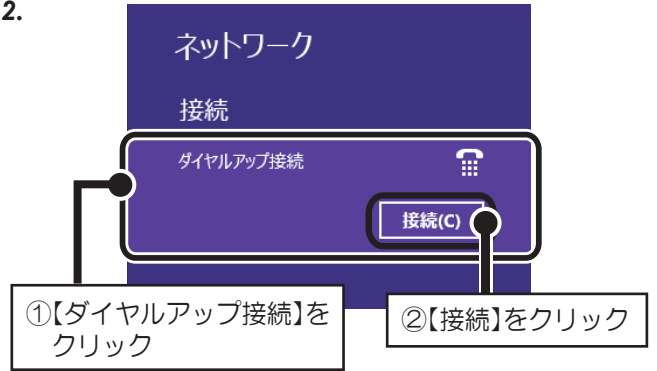 2.
ネットワーク
接続
ダイヤルアップ接続
接続(C)
①【ダイヤルアップ接続】を
クリック
②【接続】をクリック